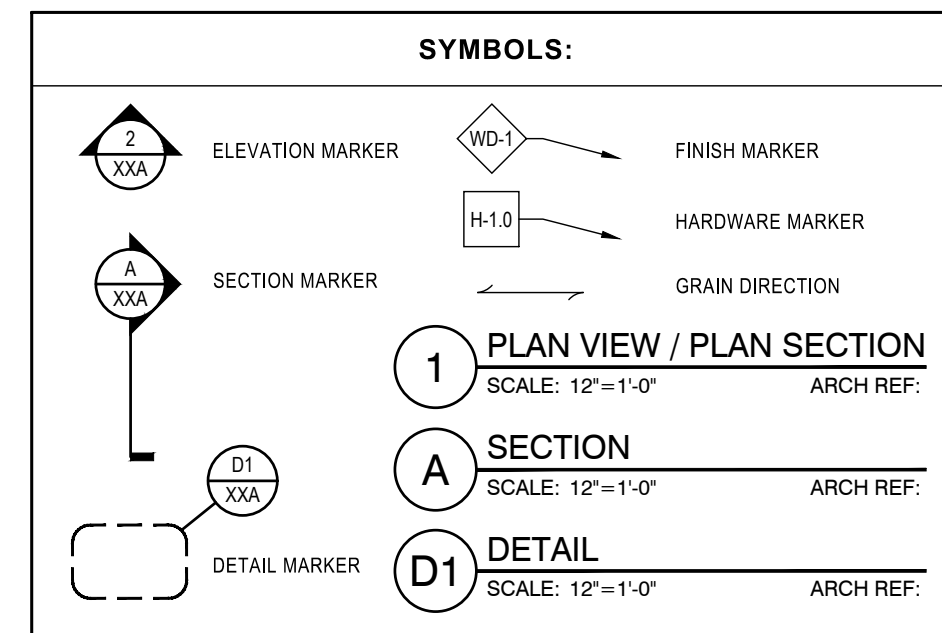 SYMBOLS:
2
XXA
ELEVATION MARKER
WD-1
FINISH MARKER
H-1.0
HARDWARE MARKER
A
XXA
SECTION MARKER
GRAIN DIRECTION
1
PLAN VIEW / PLAN SECTION
SCALE: 12"=1'-0" ARCH REF:
A
SECTION
SCALE: 12"=1'-0" ARCH REF:
D1
XXA
DETAIL MARKER
D1
DETAIL
SCALE: 12"=1'-0" ARCH REF: